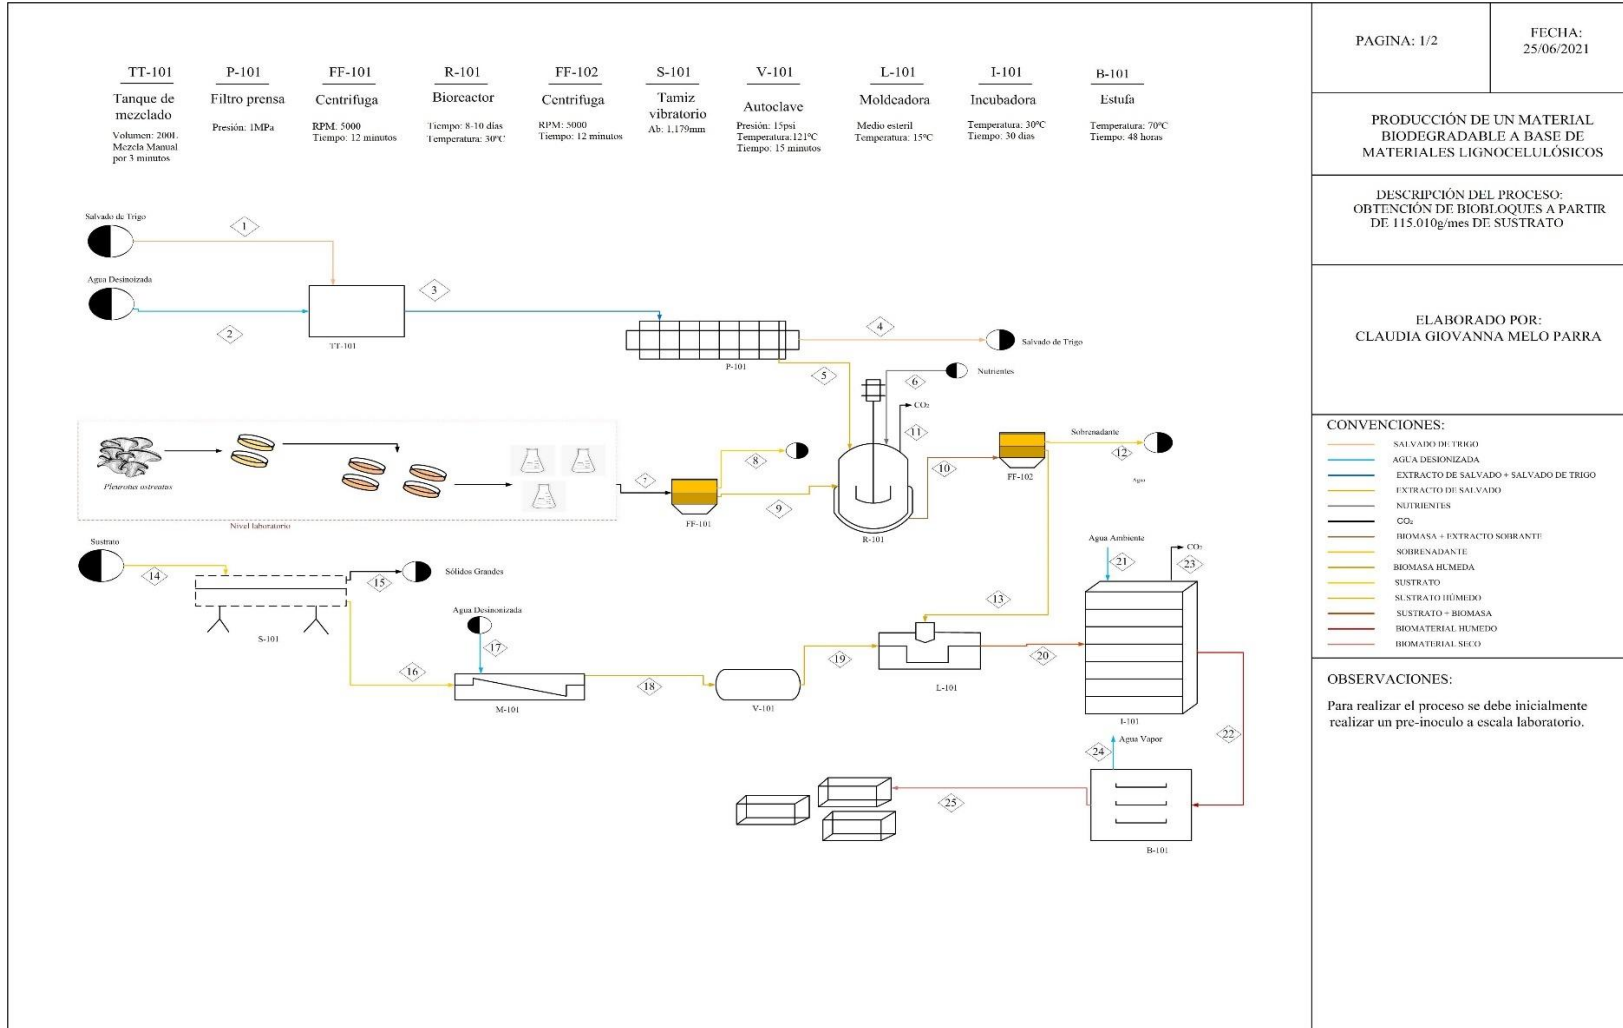 PAGINA: 1/2
FECHA:
25/06/2021
TT-101
Tanque de
mezelado
Volumen: 200L
Mezcla Manual
por 3 minutos
P-101
Filtro prensa
Presión: 1MPa
FF-101
Centrifuga
RPM: 5000
Tiempo: 12 minutos
R-101
Bioreactor
Tiempo: 8-10 días
Temperatura: 30°C
FF-102
Centrifuga
RPM: 5000
Tiempo: 12 minutos
S-101
Tamiz
vibratorio
Ab: 1,179mm
V-101
Autoclave
Presión: 15psi
Temperatura:121°C
Tiempo: 15 minutos
L-101
Moldeadora
Medio esteril
Temperatura: 15°C
I-101
Incubadora
Temperatura: 30°C
Tiempo: 30 dias
B-101
Estufa
Temperatura: 70°C
Tiempo: 48 horas
PRODUCCIÓN DE UN MATERIAL
BIODEGRADABLE A BASE DE
MATERIALES LIGNOCELULÓSICOS
DESCRIPCIÓN DEL PROCESO:
OBTENCIÓN DE BIOBLOQUES A PARTIR
DE 115.010g/mes DE SUSTRATO
ELABORADO POR:
CLAUDIA GIOVANNA MELO PARRA
CONVENCIONES:
SALVADO DE TRIGO
AGUA DESIONIZADA
EXTRACTO DE SALVADO + SALVADO DE TRIGO
EXTRACTO DE SALVADO
NUTRIENTES
CO₂
BIOMASA + EXTRACTO SOBRANTE
SOBRENADANTE
BIOMASA HUMEDA
SUSTRATO
SUSTRATO HÚMEDO
SUSTRATO + BIOMASA
BIOMATERIAL HUMEDO
BIOMATERIAL SECO
OBSERVACIONES:
Para realizar el proceso se debe inicialmente
realizar un pre-inoculo a escala laboratorio.
Salvado de Trigo
1
Agua Desinoizada
2
3
TT-101
4
Salvado de Trigo
P-101
5
6
Nutrientes
CO₂
11
Pleurotus ostreatus
Nivel laboratorio
7
8
9
FF-101
R-101
10
Sobrenadante
12
Agua
FF-102
Sustrato
14
15
Sólidos Grandes
S-101
16
Agua Desinonizada
17
M-101
18
V-101
19
13
L-101
20
Agua Ambiente
21
CO₂
23
I-101
22
24
Agua Vapor
25
B-101